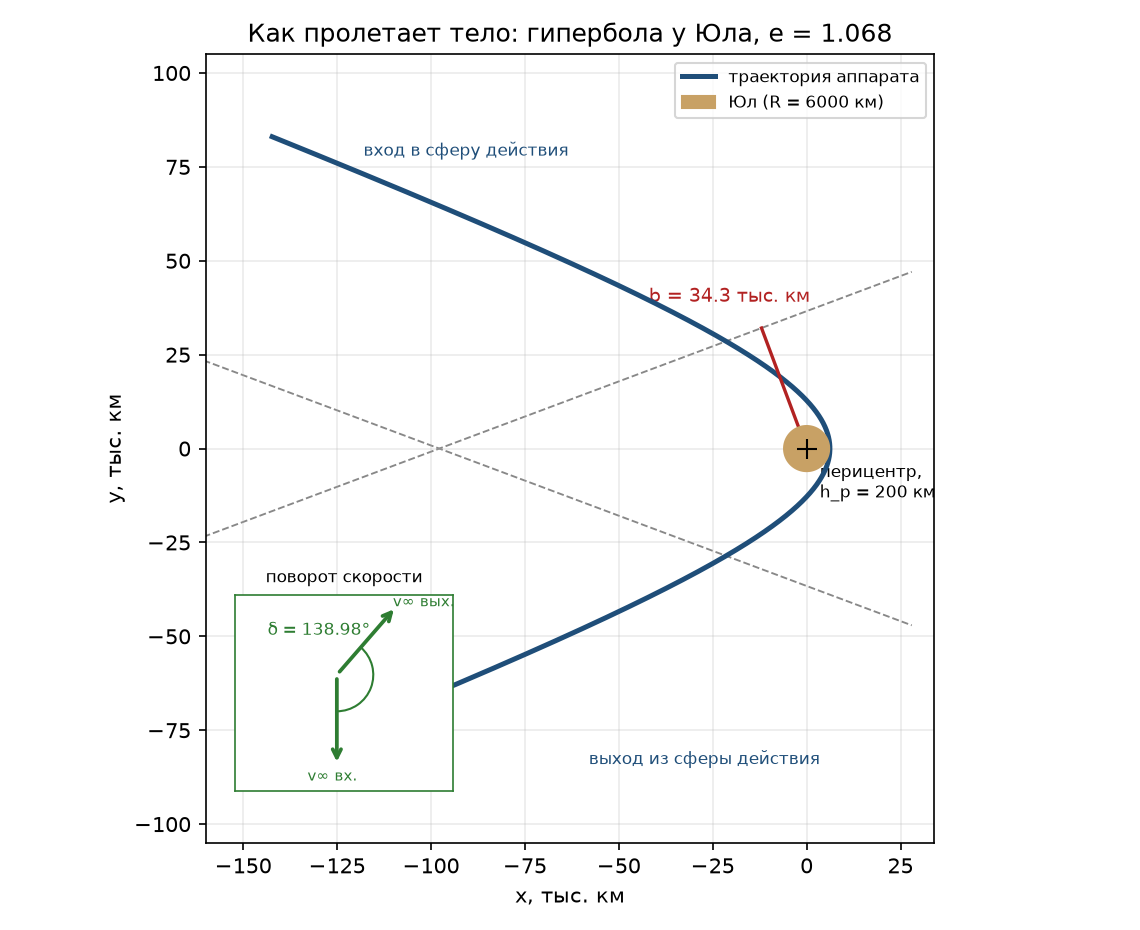 Как пролетает тело: гипербола у Юла, e = 1.068
траектория аппарата
Юл (R = 6000 км)
вход в сферу действия
b = 34.3 тыс. км
перицентр,
h_p = 200 км
поворот скорости
v∞ вых.
δ = 138.98°
v∞ вх.
выход из сферы действия
y, тыс. км
100
75
50
25
0
−25
−50
−75
−100
−150
−125
−100
−75
−50
−25
0
25
x, тыс. км